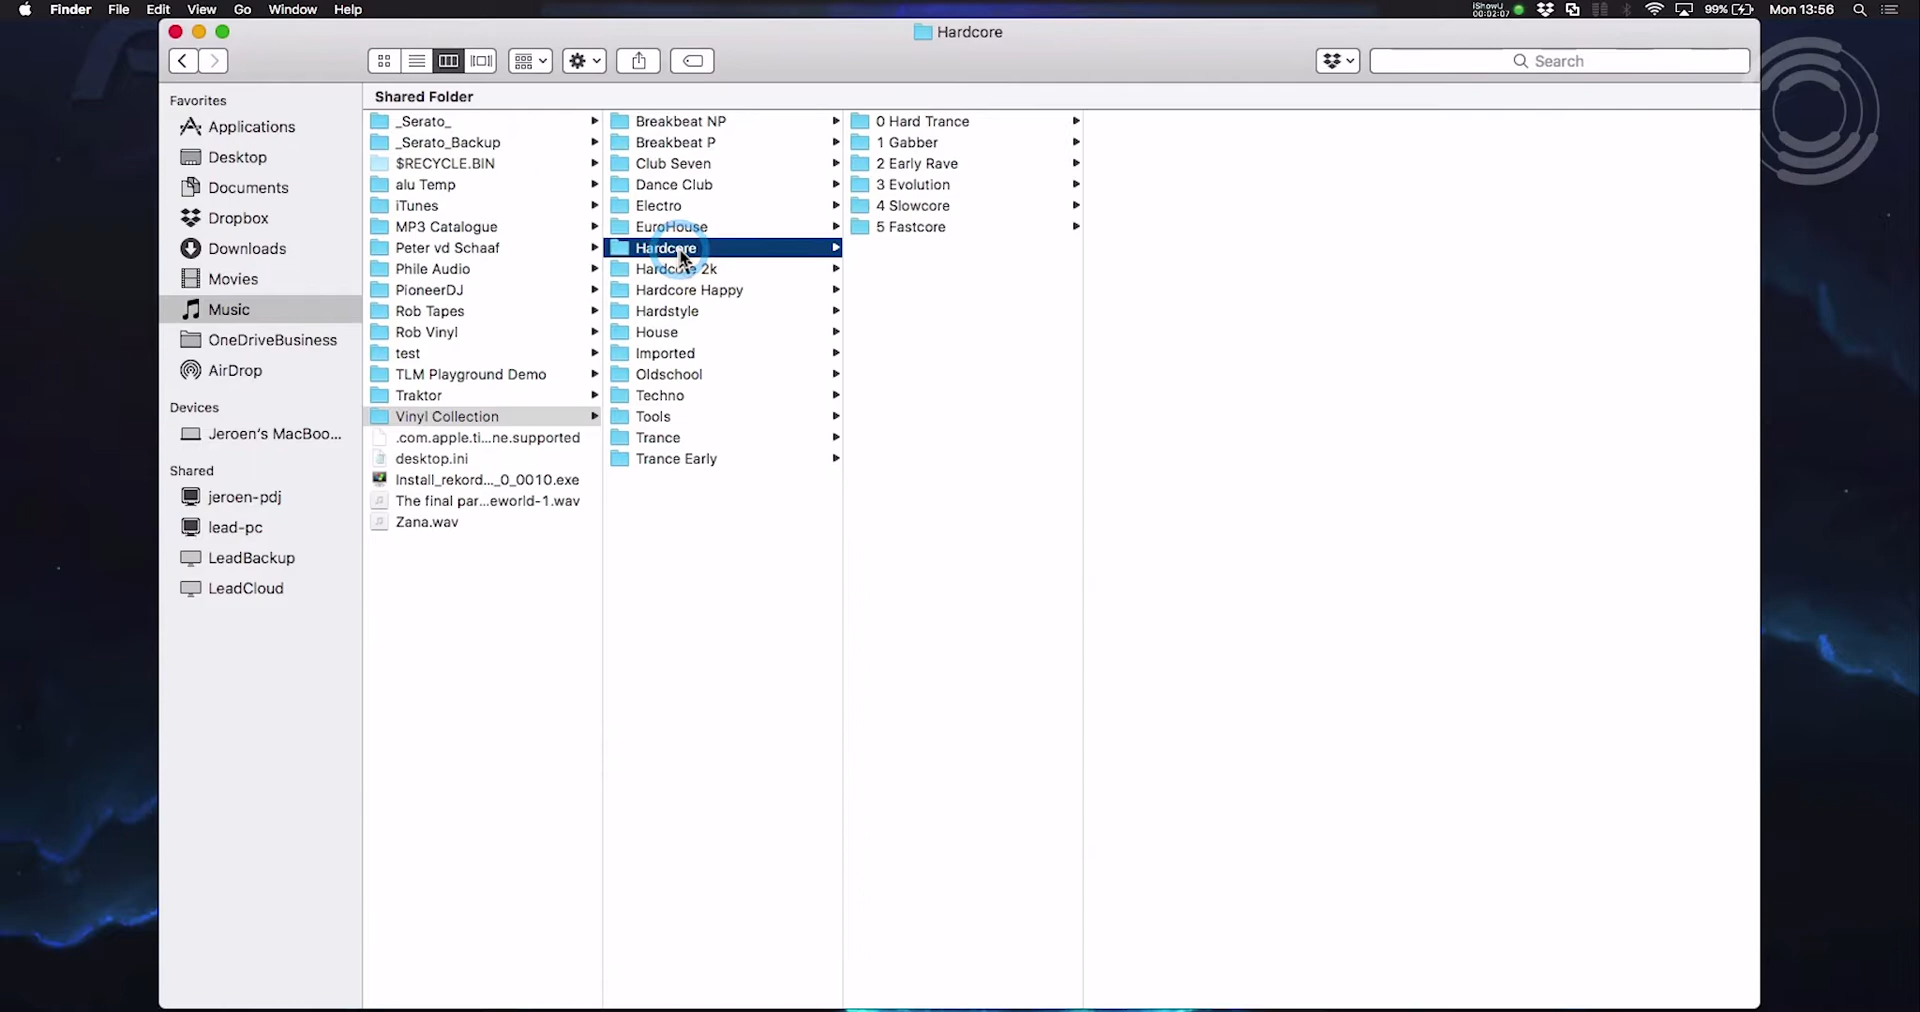 Finder File Edit View Go Window Help
iShowU
00:02:07
99%
Mon 13:56
Hardcore
Search
Favorites
Applications
Desktop
Documents
Dropbox
Downloads
Movies
Music
OneDriveBusiness
AirDrop
Devices
Jeroen's MacBoo...
Shared
jeroen-pdj
lead-pc
LeadBackup
LeadCloud
Shared Folder
_Serato_
_Serato_Backup
$RECYCLE.BIN
alu Temp
iTunes
MP3 Catalogue
Peter vd Schaaf
Phile Audio
PioneerDJ
Rob Tapes
Rob Vinyl
test
TLM Playground Demo
Traktor
Vinyl Collection
.com.apple.ti...ne.supported
desktop.ini
Install_rekord..._0_0010.exe
The final par...eworld-1.wav
Zana.wav
Breakbeat NP
Breakbeat P
Club Seven
Dance Club
Electro
EuroHouse
Hardcore
Hardcore 2k
Hardcore Happy
Hardstyle
House
Imported
Oldschool
Techno
Tools
Trance
Trance Early
0 Hard Trance
1 Gabber
2 Early Rave
3 Evolution
4 Slowcore
5 Fastcore